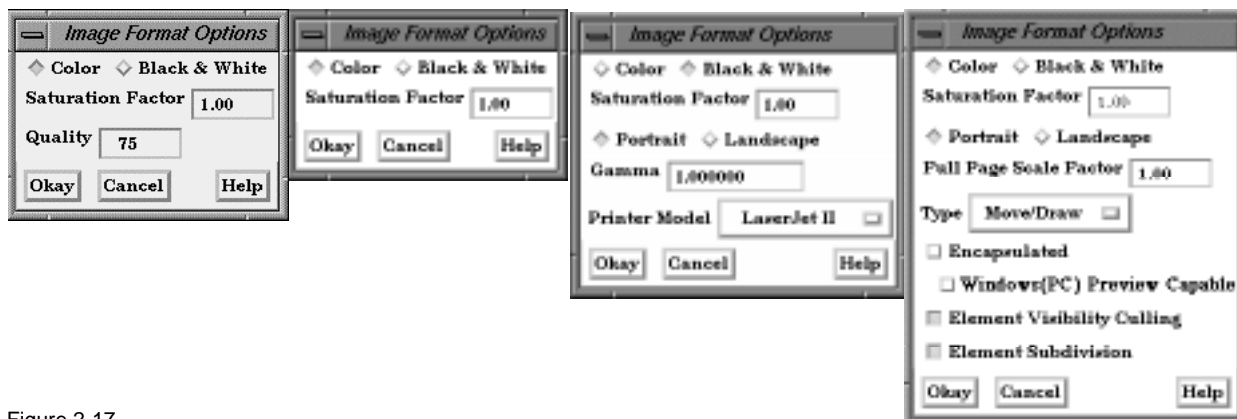 Image Format Options
Color Black & White
Saturation Factor 1.00
Quality 75
Okay Cancel Help
Image Format Options
Color Black & White
Saturation Factor 1.00
Okay Cancel Help
Image Format Options
Color Black & White
Saturation Factor 1.00
Portrait Landscape
Gamma 1.000000
Printer Model LaserJet II
Okay Cancel Help
Image Format Options
Color Black & White
Saturation Factor 1.00
Portrait Landscape
Full Page Scale Factor 1.00
Type Move/Draw
Encapsulated
Windows(PC) Preview Capable
Element Visibility Culling
Element Subdivision
Okay Cancel Help
Figure 2-17